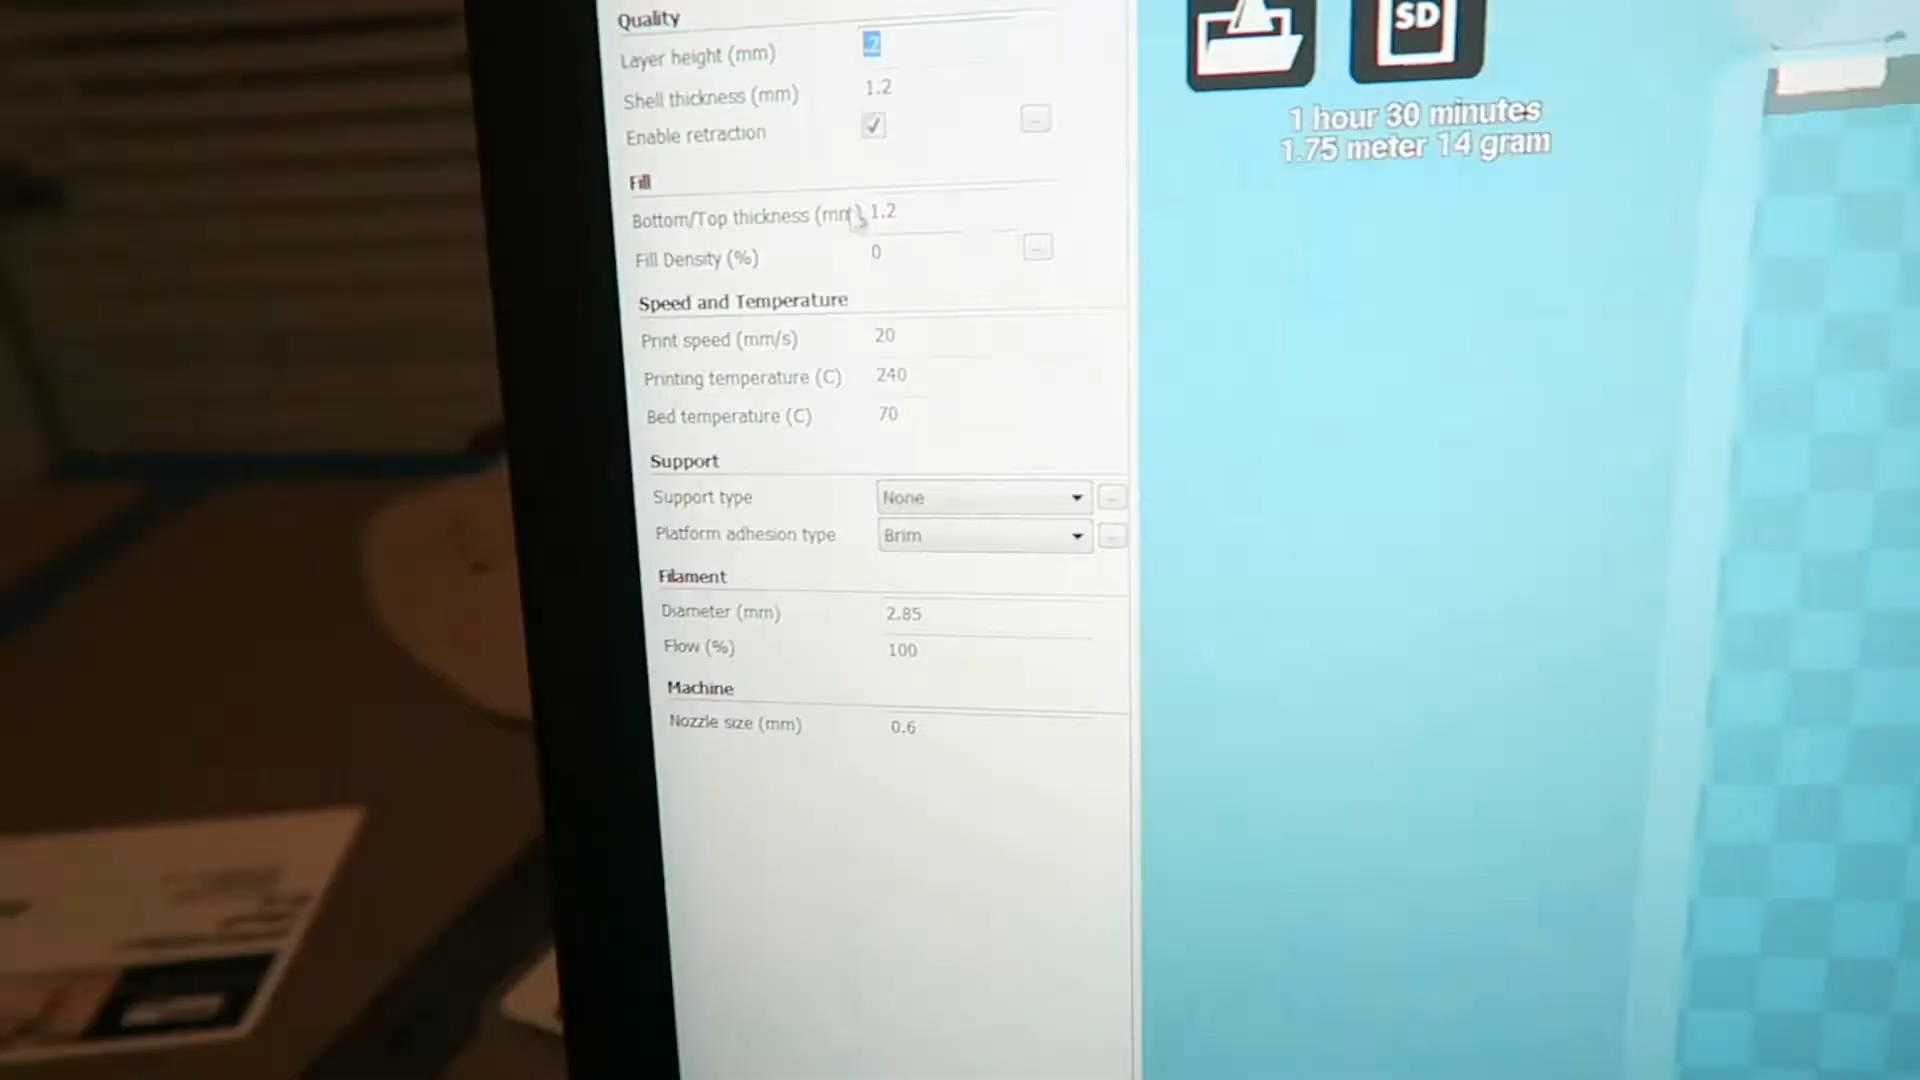 Quality
Layer height (mm) .2
Shell thickness (mm) 1.2
Enable retraction ...
Fill
Bottom/Top thickness (mm) 1.2
Fill Density (%) 0 ...
Speed and Temperature
Print speed (mm/s) 20
Printing temperature (C) 240
Bed temperature (C) 70
Support
Support type None ...
Platform adhesion type Brim ...
Filament
Diameter (mm) 2.85
Flow (%) 100
Machine
Nozzle size (mm) 0.6
SD
1 hour 30 minutes
1.75 meter 14 gram